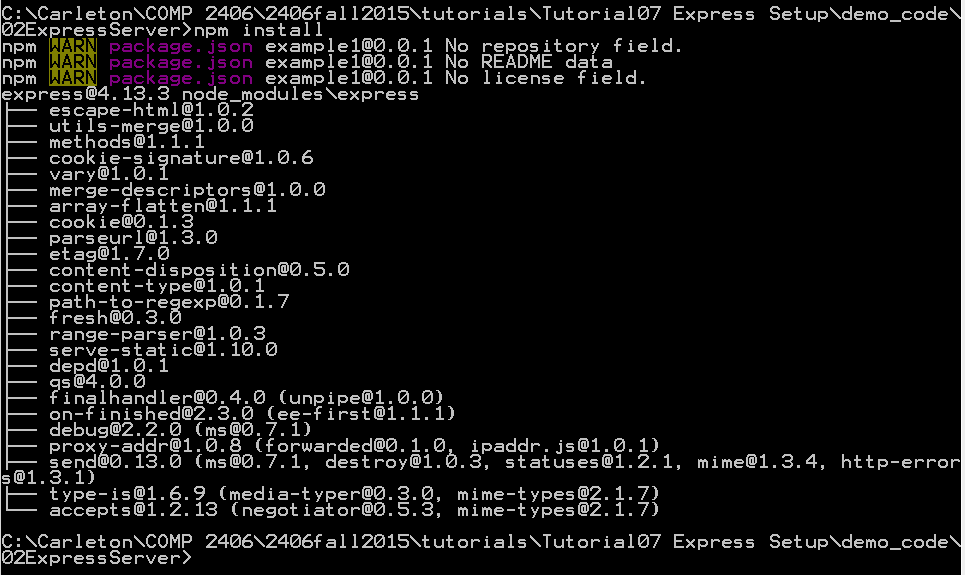 C:\Carleton\COMP 2406\2406fall2015\tutorials\Tutorial07 Express Setup\demo_code\
02ExpressServer>npm install
npm WARN package.json example1@0.0.1 No repository field.
npm WARN package.json example1@0.0.1 No README data
npm WARN package.json example1@0.0.1 No license field.
express@4.13.3 node_modules\express
├── escape-html@1.0.2
├── utils-merge@1.0.0
├── methods@1.1.1
├── cookie-signature@1.0.6
├── vary@1.0.1
├── merge-descriptors@1.0.0
├── array-flatten@1.1.1
├── cookie@0.1.3
├── parseurl@1.3.0
├── etag@1.7.0
├── content-disposition@0.5.0
├── content-type@1.0.1
├── path-to-regexp@0.1.7
├── fresh@0.3.0
├── range-parser@1.0.3
├── serve-static@1.10.0
├── depd@1.0.1
├── qs@4.0.0
├── finalhandler@0.4.0 (unpipe@1.0.0)
├── on-finished@2.3.0 (ee-first@1.1.1)
├── debug@2.2.0 (ms@0.7.1)
├── proxy-addr@1.0.8 (forwarded@0.1.0, ipaddr.js@1.0.1)
├── send@0.13.0 (ms@0.7.1, destroy@1.0.3, statuses@1.2.1, mime@1.3.4, http-error
s@1.3.1)
├── type-is@1.6.9 (media-typer@0.3.0, mime-types@2.1.7)
└── accepts@1.2.13 (negotiator@0.5.3, mime-types@2.1.7)
C:\Carleton\COMP 2406\2406fall2015\tutorials\Tutorial07 Express Setup\demo_code\
02ExpressServer>